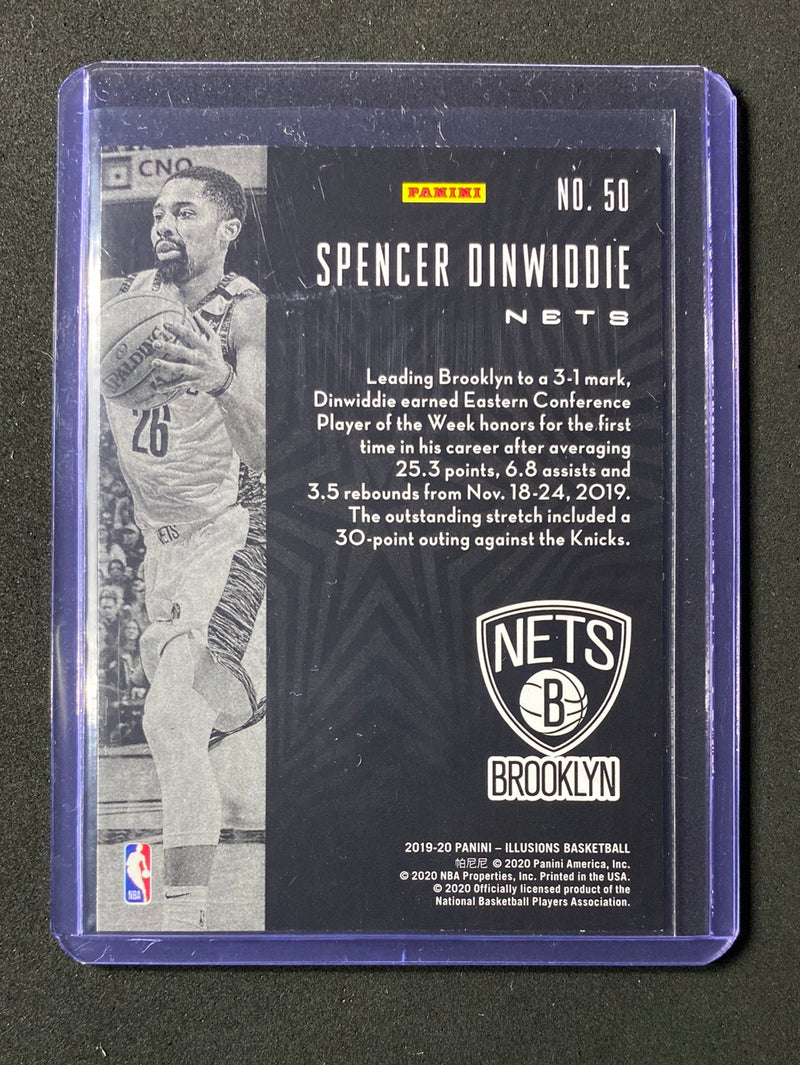 CNO
PANINI
NO. 50
SPENCER DINWIDDIE
NETS
Leading Brooklyn to a 3-1 mark,
Dinwiddie earned Eastern Conference
Player of the Week honors for the first
time in his career after averaging
25.3 points, 6.8 assists and
3.5 rebounds from Nov. 18-24, 2019.
The outstanding stretch included a
30-point outing against the Knicks.
SPALDING
26
NETS
NETS
B
BROOKLYN
2019-20 PANINI – ILLUSIONS BASKETBALL
帕尼尼 © 2020 Panini America, Inc.
© 2020 NBA Properties, Inc. Printed in the USA.
© 2020 Officially licensed product of the
National Basketball Players Association.
NBA